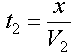 t₂ = x / V₂